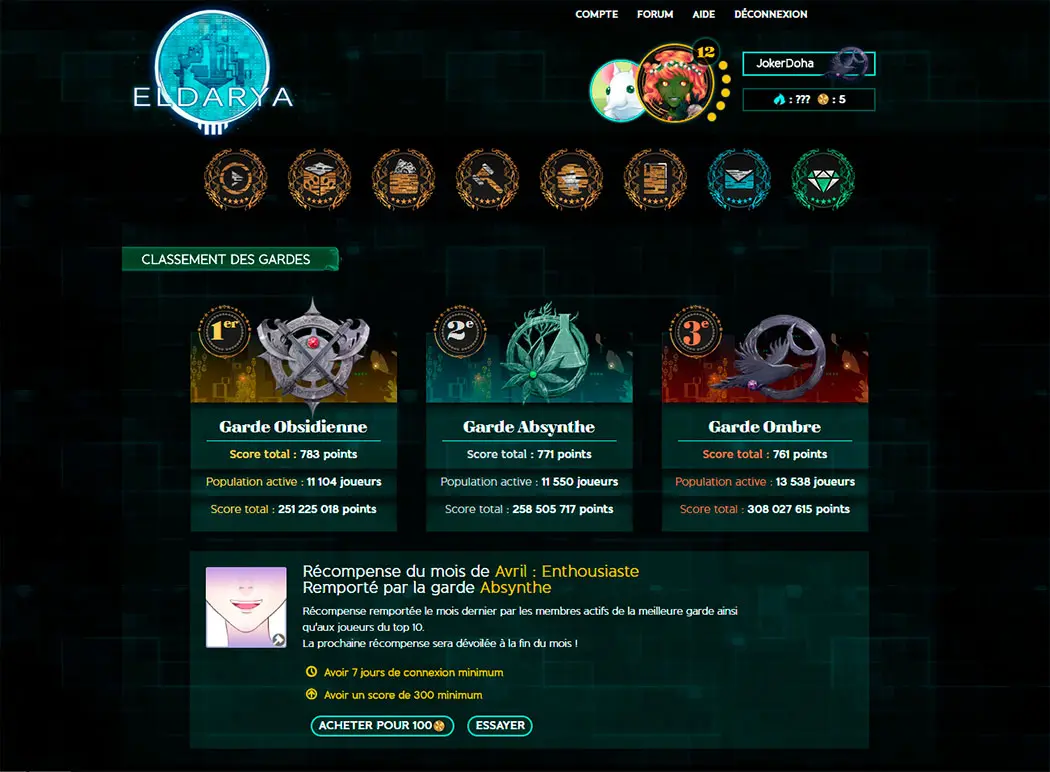 COMPTE FORUM AIDE DÉCONNEXION
ELDARYA
12
JokerDoha
: ??? : 5
CLASSEMENT DES GARDES
1er
2e
3e
Garde Obsidienne
Score total : 783 points
Population active : 11 104 joueurs
Score total : 251 225 018 points
Garde Absynthe
Score total : 771 points
Population active : 11 550 joueurs
Score total : 258 505 717 points
Garde Ombre
Score total : 761 points
Population active : 13 538 joueurs
Score total : 308 027 615 points
Récompense du mois de Avril : Enthousiaste
Remporté par la garde Absynthe
Récompense remportée le mois dernier par les membres actifs de la meilleure garde ainsi
qu'aux joueurs du top 10.
La prochaine récompense sera dévoilée à la fin du mois !
Avoir 7 jours de connexion minimum
Avoir un score de 300 minimum
ACHETER POUR 100
ESSAYER